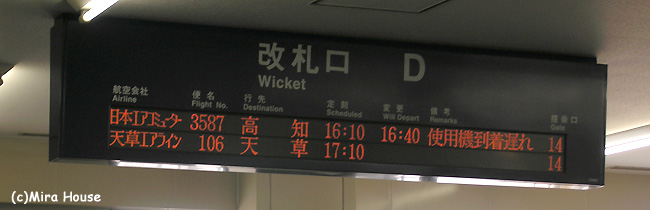 改札口 D
Wicket
航空会社 便名 行先 定刻 変更 備考 搭乗口
Airline Flight No. Destination Scheduled Will Depart Remarks Gate
日本エアコミューター 3587 高知 16:10 16:40 使用機到着遅れ 14
天草エアライン 106 天草 17:10 14
(c)Mira House